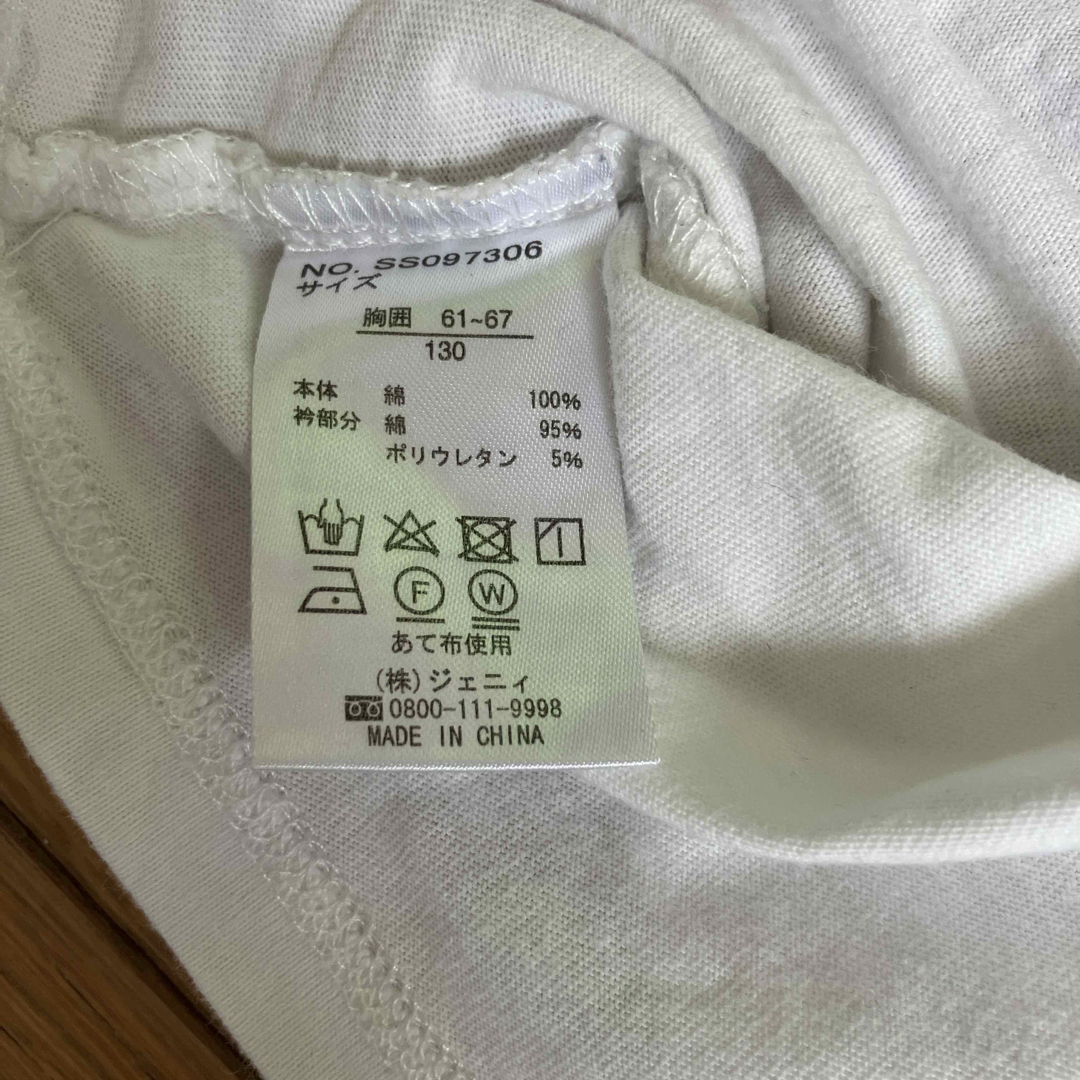 NO. SS097306
サイズ
胸囲 61~67
130
本体 綿 100%
衿部分 綿 95%
ポリウレタン 5%
F W
あて布使用
(株)ジェニィ
0800-111-9998
MADE IN CHINA